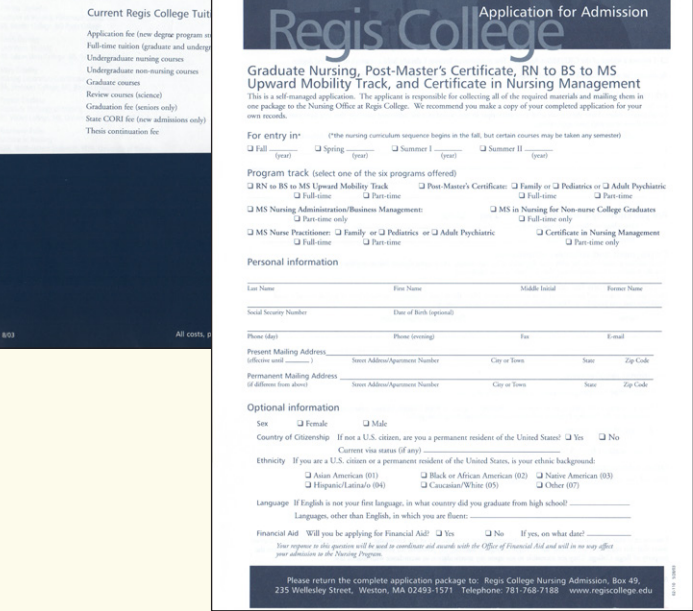 Current Regis College Tuiti
Application fee (new degree program st
Full-time tuition (graduate and undergr
Undergraduate nursing courses
Undergraduate non-nursing courses
Graduate courses
Review courses (science)
Graduation fee (seniors only)
State CORI fee (new admissions only)
Thesis continuation fee
8/03
All costs, p
Application for Admission
Regis College
Graduate Nursing, Post-Master's Certificate, RN to BS to MS
Upward Mobility Track, and Certificate in Nursing Management
This is a self-managed application. The applicant is responsible for collecting all of the required materials and mailing them in
one package to the Nursing Office at Regis College. We recommend you make a copy of your completed application for your
own records.
For entry in* (*the nursing curriculum sequence begins in the fall, but certain courses may be taken any semester)
❑ Fall ______ ❑ Spring ______ ❑ Summer I ______ ❑ Summer II ______
(year) (year) (year) (year)
Program track (select one of the six programs offered)
❑ RN to BS to MS Upward Mobility Track ❑ Post-Master's Certificate: ❑ Family or ❑ Pediatrics or ❑ Adult Psychiatric
❑ Full-time ❑ Part-time ❑ Full-time ❑ Part-time
❑ MS Nursing Administration/Business Management: ❑ MS in Nursing for Non-nurse College Graduates
❑ Part-time only ❑ Full-time only
❑ MS Nurse Practitioner: ❑ Family or ❑ Pediatrics or ❑ Adult Psychiatric ❑ Certificate in Nursing Management
❑ Full-time ❑ Part-time ❑ Part-time only
Personal information
Last Name First Name Middle Initial Former Name
Social Security Number Date of Birth (optional)
Phone (day) Phone (evening) Fax E-mail
Present Mailing Address
(effective until ______ ) Street Address/Apartment Number City or Town State Zip Code
Permanent Mailing Address
(if different from above) Street Address/Apartment Number City or Town State Zip Code
Optional information
Sex ❑ Female ❑ Male
Country of Citizenship If not a U.S. citizen, are you a permanent resident of the United States? ❑ Yes ❑ No
Current visa status (if any) ______
Ethnicity If you are a U.S. citizen or a permanent resident of the United States, is your ethnic background:
❑ Asian American (01) ❑ Black or African American (02) ❑ Native American (03)
❑ Hispanic/Latina/o (04) ❑ Caucasian/White (05) ❑ Other (07)
Language If English is not your first language, in what country did you graduate from high school? ______
Languages, other than English, in which you are fluent: ______
Financial Aid Will you be applying for Financial Aid? ❑ Yes ❑ No If yes, on what date? ______
Your response to this question will be used to coordinate aid awards with the Office of Financial Aid and will in no way affect
your admission to the Nursing Program.
Please return the complete application package to: Regis College Nursing Admission, Box 49,
235 Wellesley Street, Weston, MA 02493-1571 Telephone: 781-768-7188 www.regiscollege.edu